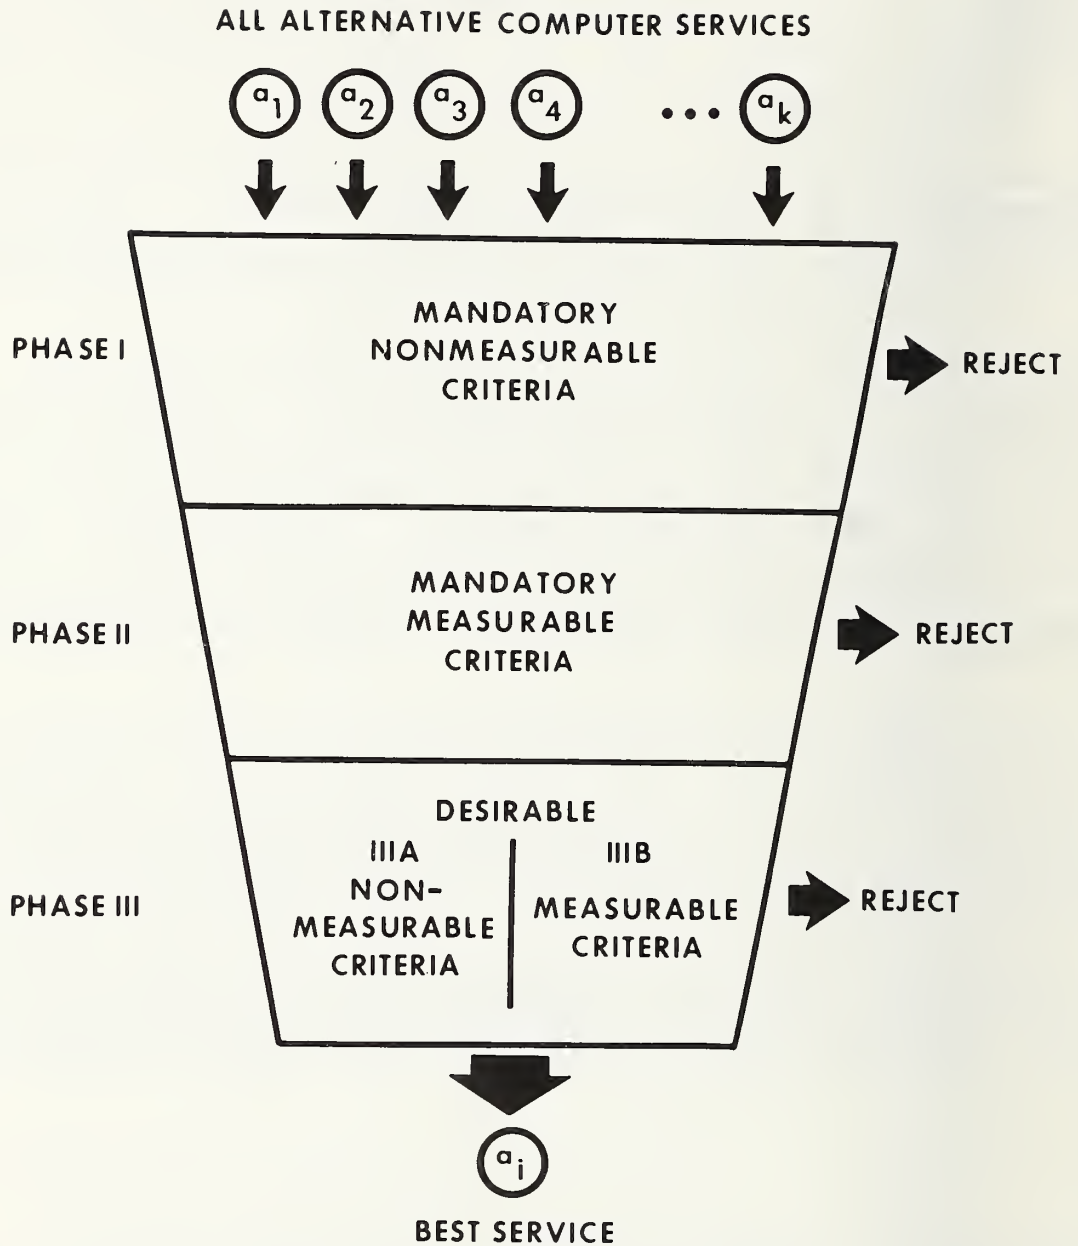 ALL ALTERNATIVE COMPUTER SERVICES
a1 a2 a3 a4 ... ak
MANDATORY
NONMEASURABLE
CRITERIA
PHASE I
REJECT
MANDATORY
MEASURABLE
CRITERIA
PHASE II
REJECT
DESIRABLE
IIIA
NON-
MEASURABLE
CRITERIA
IIIB
MEASURABLE
CRITERIA
PHASE III
REJECT
ai
BEST SERVICE